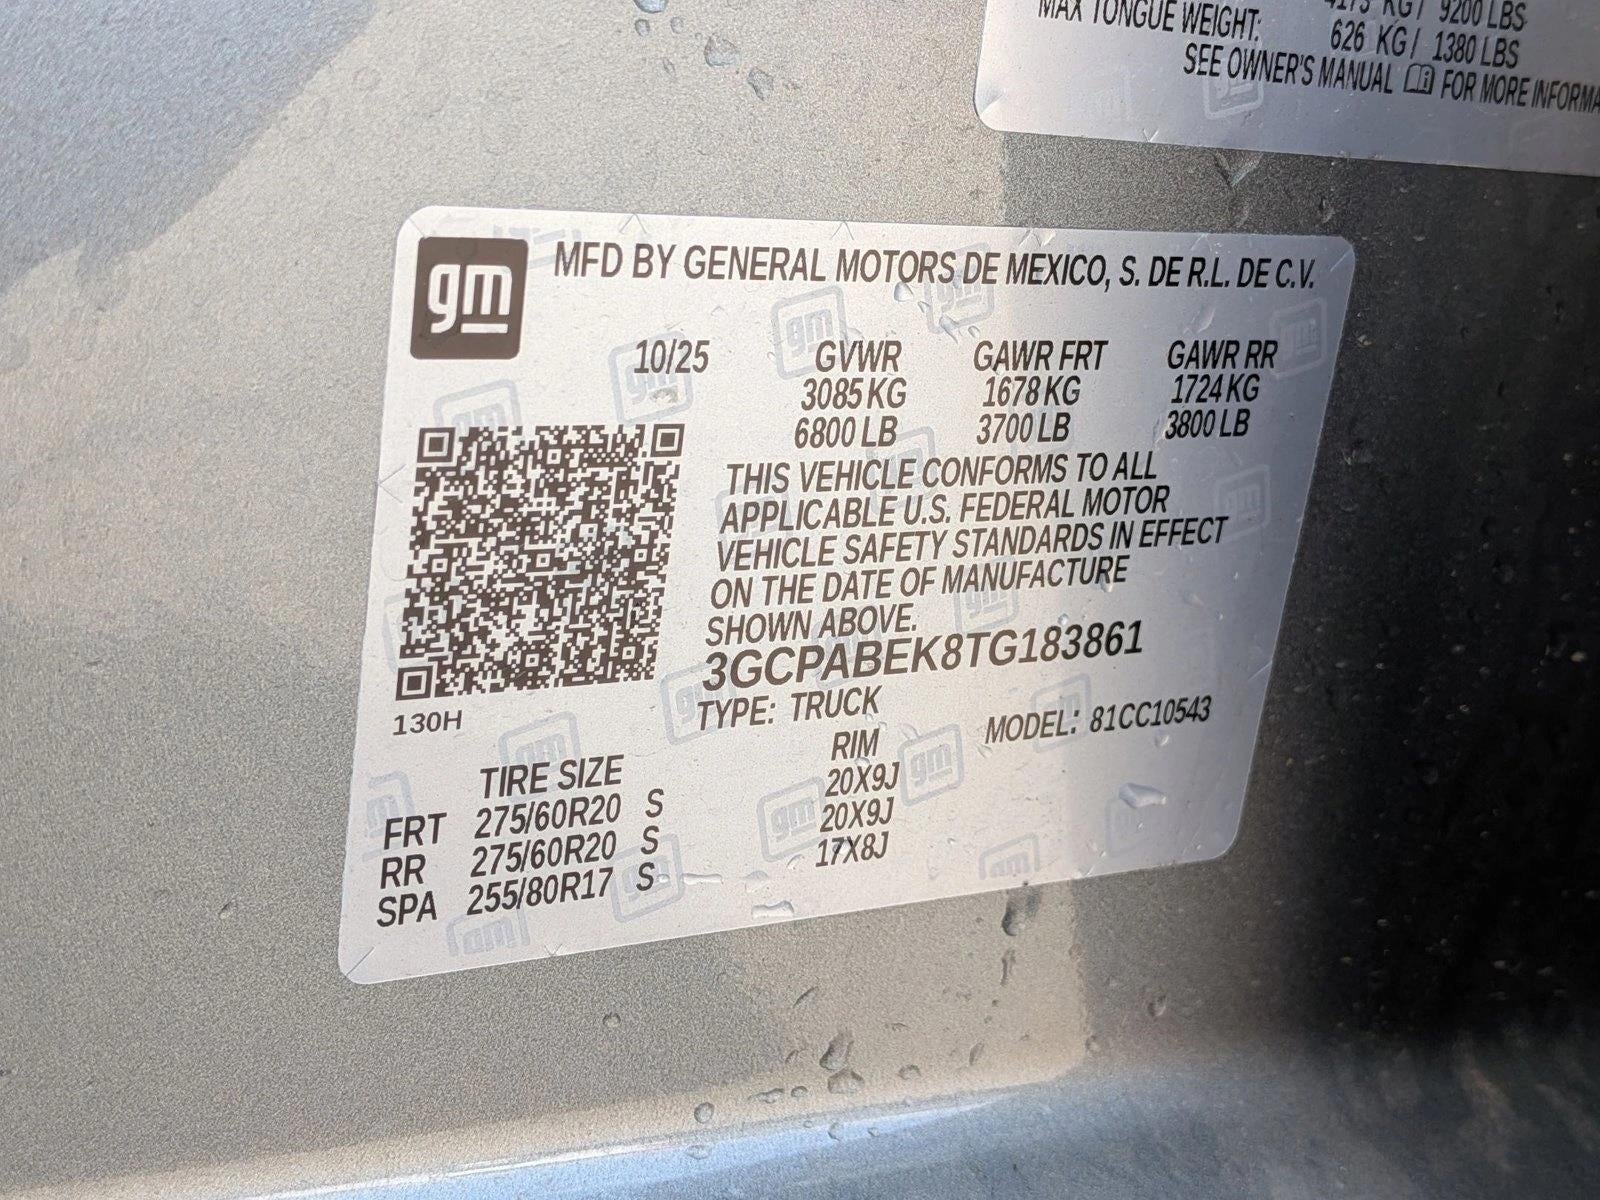 KG / 9200 LBS
MAX TONGUE WEIGHT: 626 KG / 1380 LBS
SEE OWNER'S MANUAL FOR MORE
gm
MFD BY GENERAL MOTORS DE MEXICO, S. DE R.L. DE C.V.
10/25 GVWR GAWR FRT GAWR RR
3085 KG 1678 KG 1724 KG
6800 LB 3700 LB 3800 LB
THIS VEHICLE CONFORMS TO ALL
APPLICABLE U.S. FEDERAL MOTOR
VEHICLE SAFETY STANDARDS IN EFFECT
ON THE DATE OF MANUFACTURE
SHOWN ABOVE.
3GCPABEK8TG183861
TYPE: TRUCK MODEL: 81CC10543
130H
TIRE SIZE RIM
FRT 275/60R20 S 20X9J
RR 275/60R20 S 20X9J
SPA 255/80R17 S 17X8J